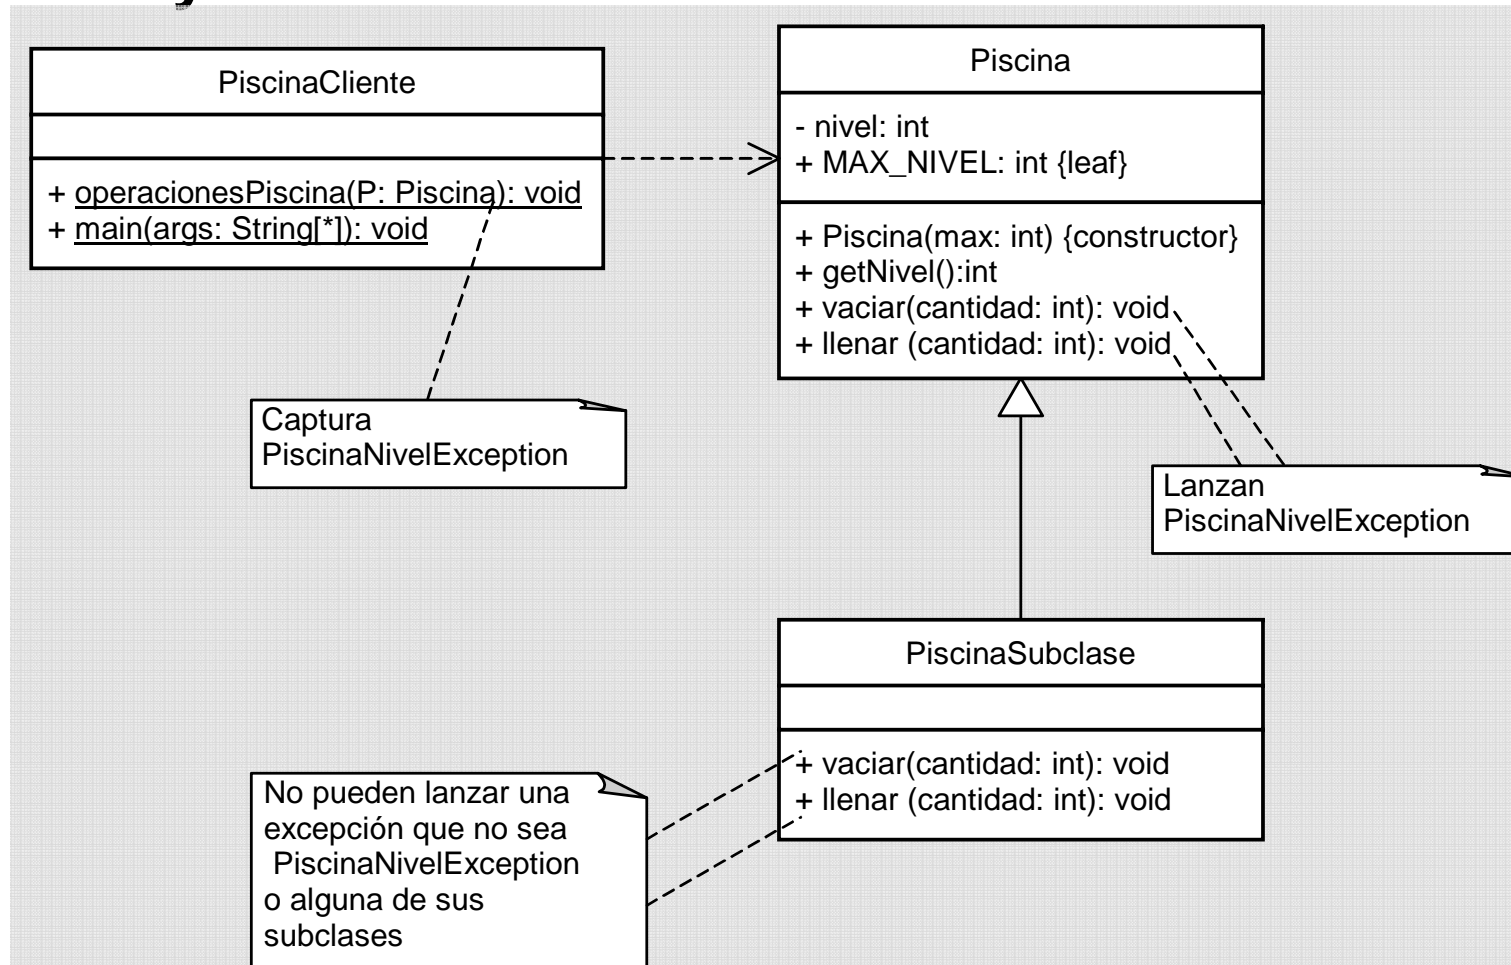 PiscinaCliente
+ operacionesPiscina(P: Piscina): void
+ main(args: String[*]): void
Piscina
- nivel: int
+ MAX_NIVEL: int {leaf}
+ Piscina(max: int) {constructor}
+ getNivel():int
+ vaciar(cantidad: int): void
+ llenar (cantidad: int): void
Captura
PiscinaNivelException
Lanzan
PiscinaNivelException
PiscinaSubclase
+ vaciar(cantidad: int): void
+ llenar (cantidad: int): void
No pueden lanzar una
excepción que no sea
PiscinaNivelException
o alguna de sus
subclases